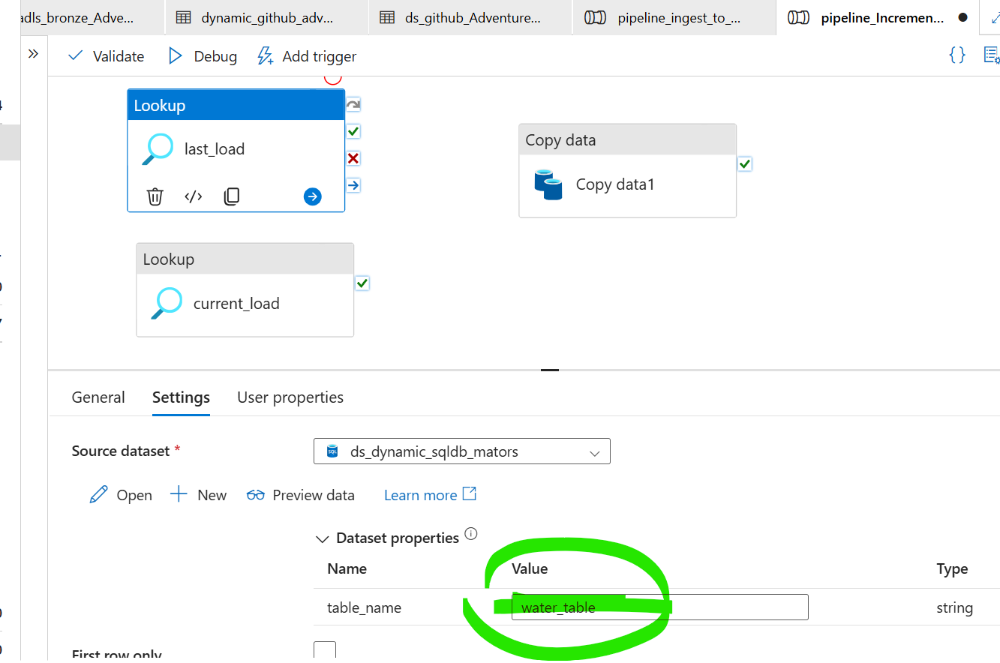 adls_bronze_Adve... dynamic_github_adv... ds_github_Adventure... pipeline_ingest_to_... pipeline_Incremen...
Validate Debug Add trigger {}
Lookup
last_load
Copy data
Copy data1
Lookup
current_load
General Settings User properties
Source dataset * SQL ds_dynamic_sqldb_mators
Open New Preview data Learn more
Dataset properties
Name Value Type
table_name water_table string
First row only